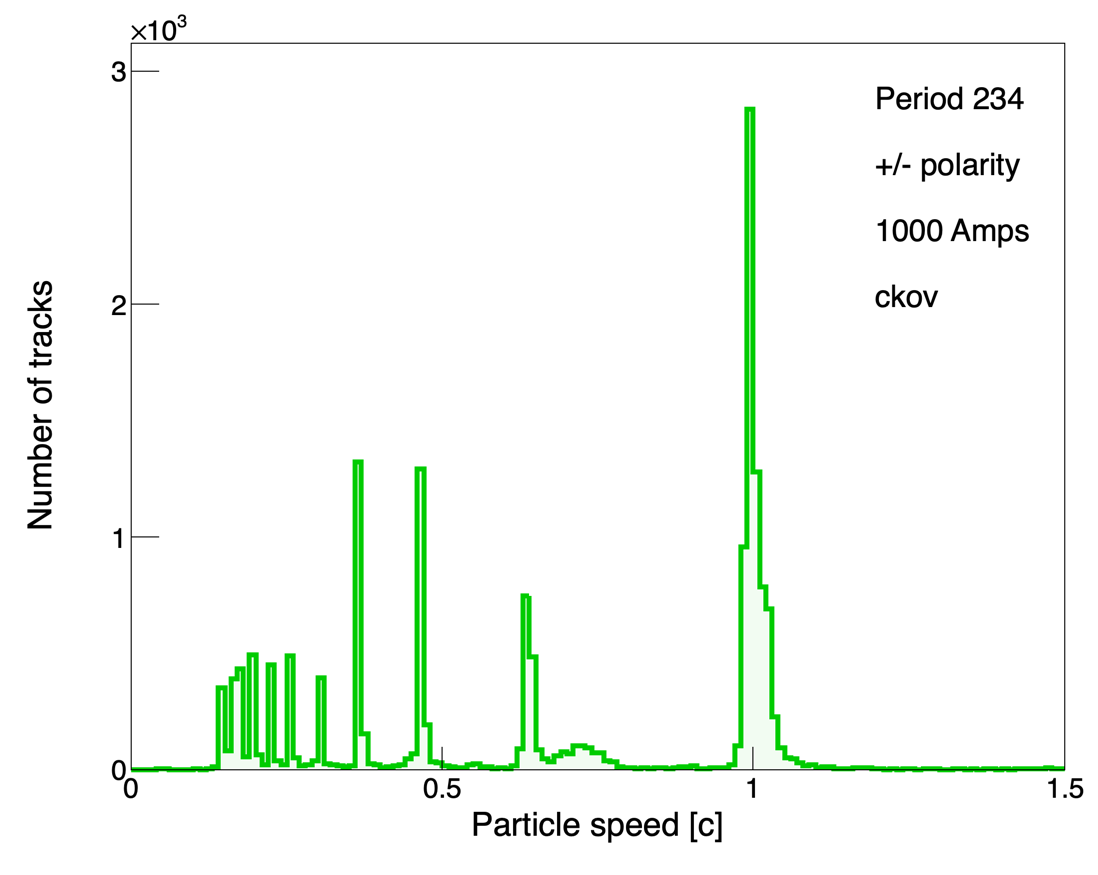 ×10³
3
2
1
0
0
0.5
1
1.5
Number of tracks
Particle speed [c]
Period 234
+/- polarity
1000 Amps
ckov